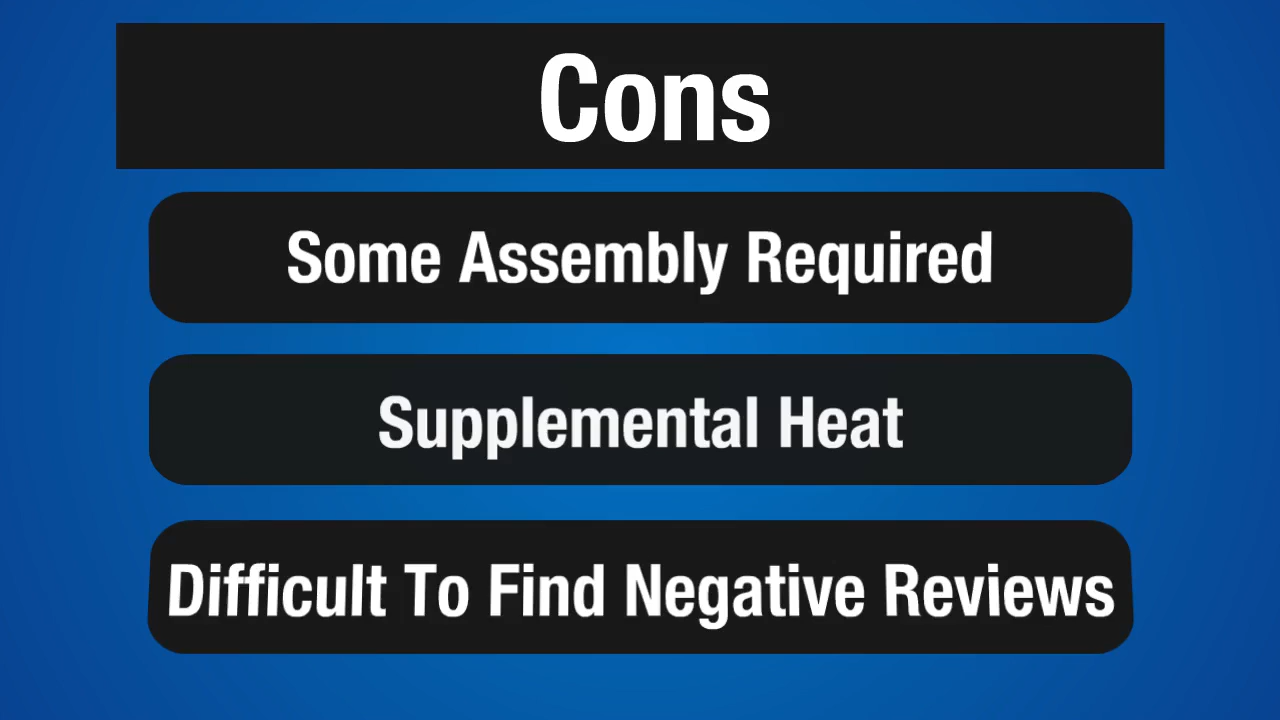 Cons
Some Assembly Required
Supplemental Heat
Difficult To Find Negative Reviews